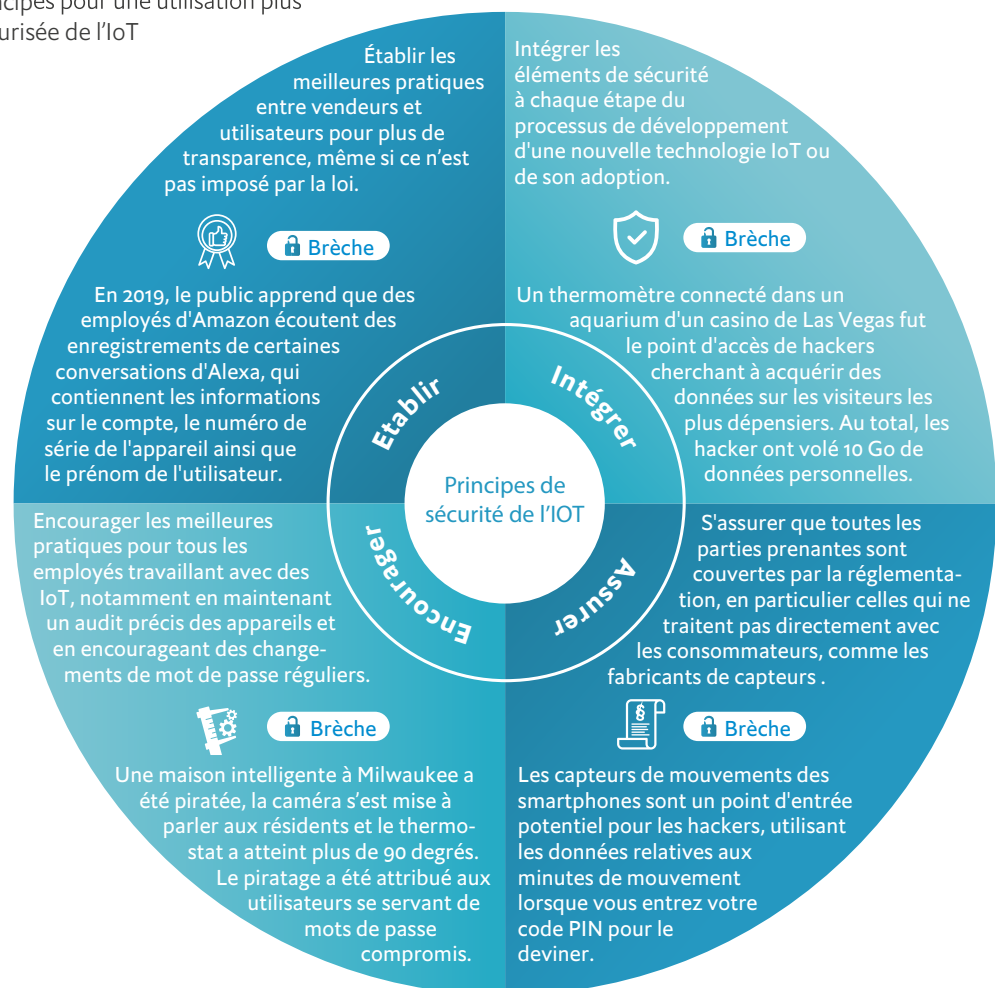 pour une utilisation plus
de l'IoT
Établir les
meilleures pratiques
entre vendeurs et
utilisateurs pour plus de
transparence, même si ce n'est
pas imposé par la loi.
Brèche
En 2019, le public apprend que des
employés d'Amazon écoutent des
enregistrements de certaines
conversations d'Alexa, qui
contiennent les informations
sur le compte, le numéro de
série de l'appareil ainsi que
le prénom de l'utilisateur.
Intégrer les
éléments de sécurité
à chaque étape du
processus de développement
d'une nouvelle technologie IoT ou
de son adoption.
Brèche
Un thermomètre connecté dans un
aquarium d'un casino de Las Vegas fut
le point d'accès de hackers
cherchant à acquérir des
données sur les visiteurs les
plus dépensiers. Au total, les
hacker ont volé 10 Go de
données personnelles.
Etablir
Intégrer
Principes de
sécurité de l'IOT
Encourager
Assurer
Encourager les meilleures
pratiques pour tous les
employés travaillant avec des
IoT, notamment en maintenant
un audit précis des appareils et
en encourageant des change-
ments de mot de passe réguliers.
Brèche
Une maison intelligente à Milwaukee a
été piratée, la caméra s'est mise à
parler aux résidents et le thermo-
stat a atteint plus de 90 degrés.
Le piratage a été attribué aux
utilisateurs se servant de
mots de passe
compromis.
S'assurer que toutes les
parties prenantes sont
couvertes par la réglementa-
tion, en particulier celles qui ne
traitent pas directement avec
les consommateurs, comme les
fabricants de capteurs .
§
Brèche
Les capteurs de mouvements des
smartphones sont un point d'entrée
potentiel pour les hackers, utilisant
les données relatives aux
minutes de mouvement
lorsque vous entrez votre
code PIN pour le
deviner.